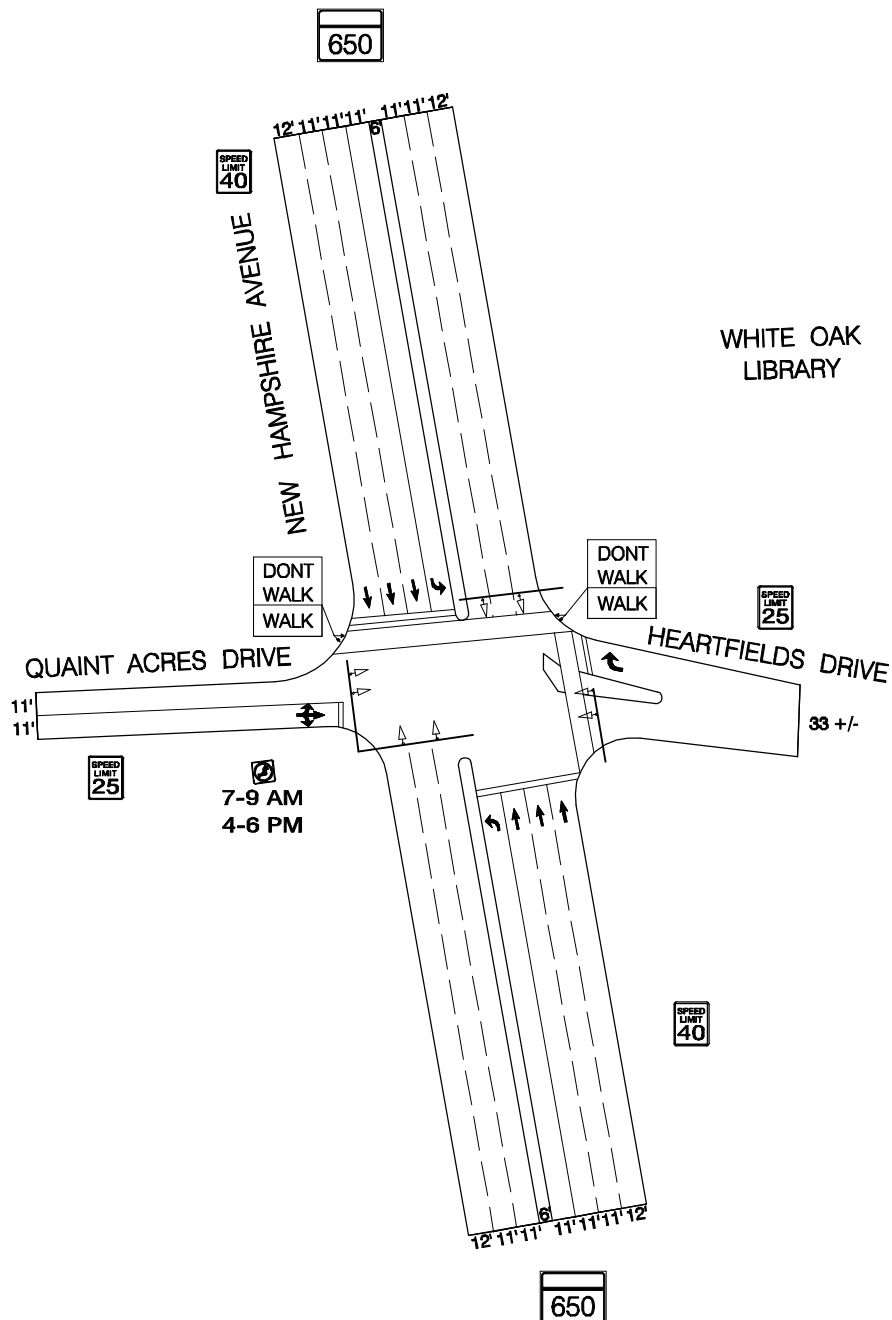 650
12' 11' 11' 11' 6' 11' 11' 12'
SPEED
LIMIT
40
NEW HAMPSHIRE AVENUE
WHITE OAK
LIBRARY
DONT
WALK
WALK
DONT
WALK
WALK
SPEED
LIMIT
25
QUAINT ACRES DRIVE
HEARTFIELDS DRIVE
11'
11'
33 +/-
SPEED
LIMIT
25
7-9 AM
4-6 PM
SPEED
LIMIT
40
12' 11' 11' 6' 11' 11' 11' 12'
650